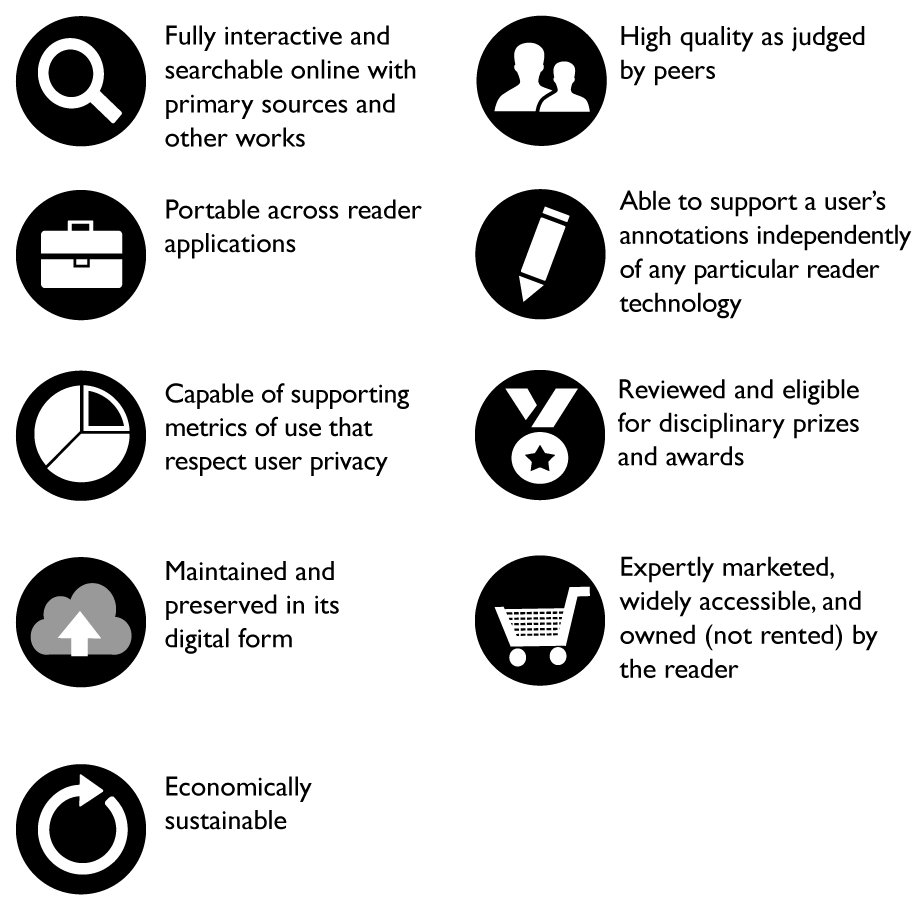 Fully interactive and
searchable online with
primary sources and
other works
High quality as judged
by peers
Portable across reader
applications
Able to support a user’s
annotations independently
of any particular reader
technology
Capable of supporting
metrics of use that
respect user privacy
Reviewed and eligible
for disciplinary prizes
and awards
Maintained and
preserved in its
digital form
Expertly marketed,
widely accessible, and
owned (not rented) by
the reader
Economically
sustainable